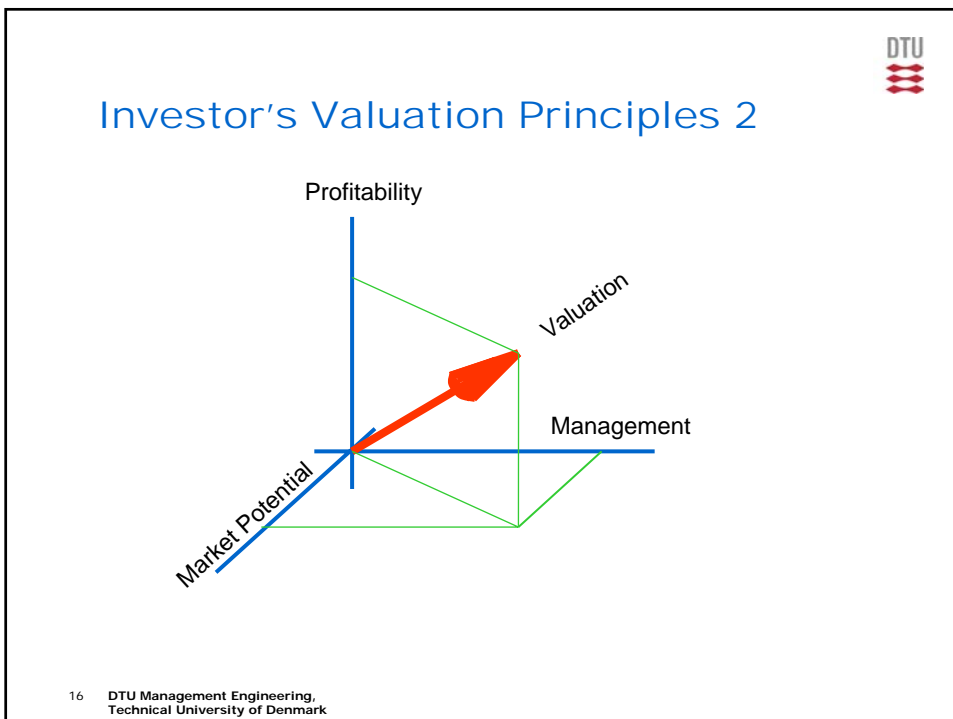 DTU
Investor's Valuation Principles 2
Profitability
Valuation
Management
Market Potential
16 DTU Management Engineering,
Technical University of Denmark